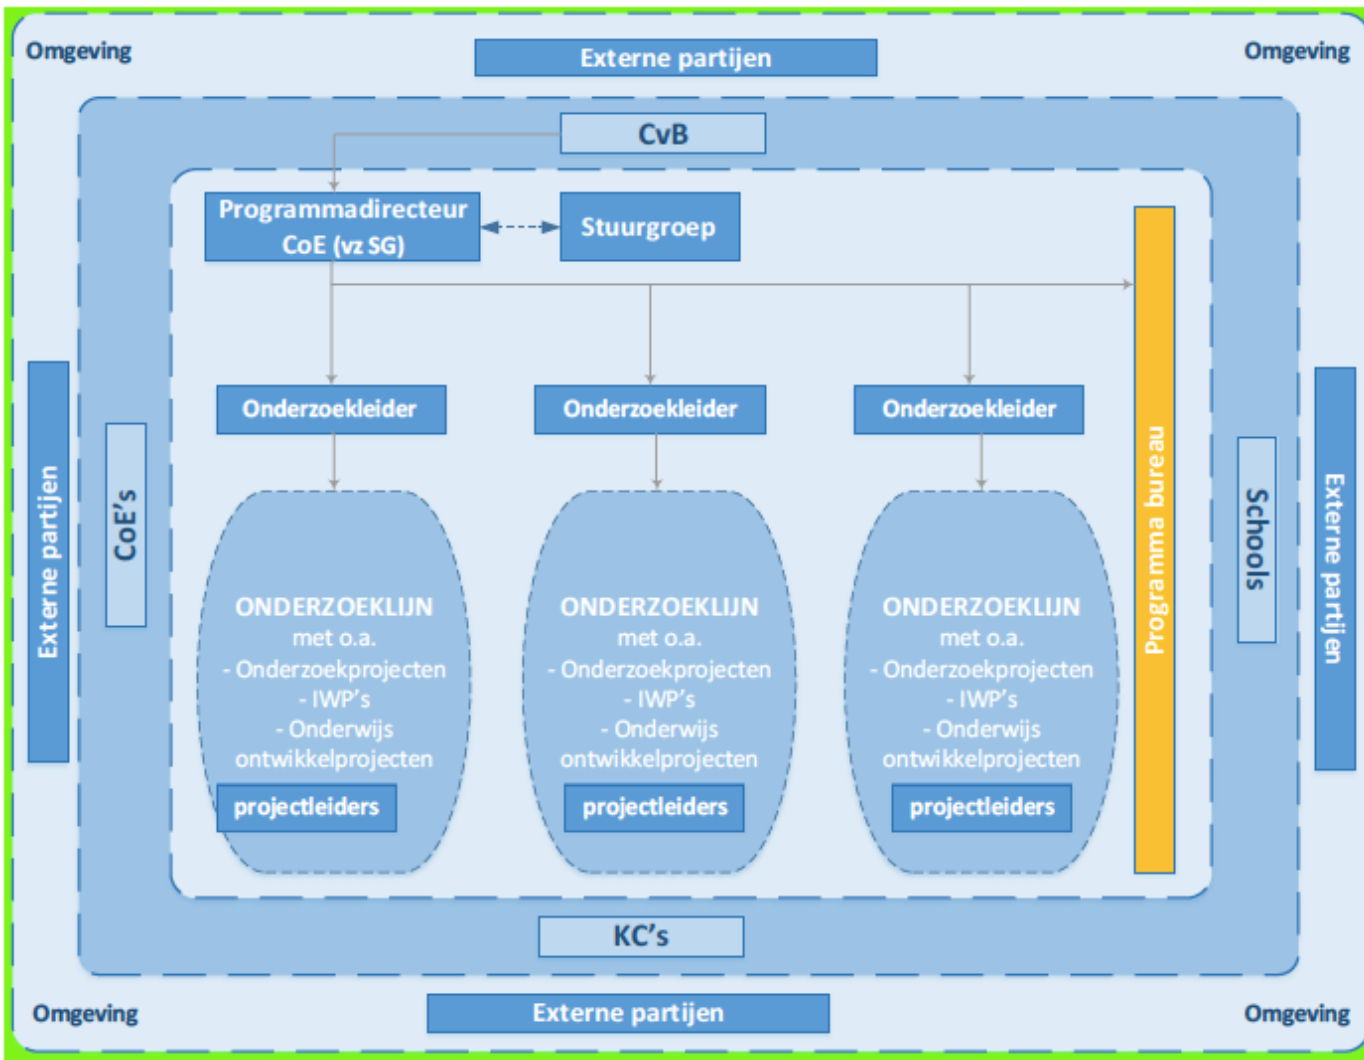 Omgeving
Externe partijen
Omgeving
CvB
Programmadirecteur
CoE (vz SG)
Stuurgroep
Onderzoekleider
Onderzoekleider
Onderzoekleider
Externe partijen
CoE's
ONDERZOEKLIJN
met o.a.
- Onderzoekprojecten
- IWP's
- Onderwijs
ontwikkelprojecten
projectleiders
ONDERZOEKLIJN
met o.a.
- Onderzoekprojecten
- IWP's
- Onderwijs
ontwikkelprojecten
projectleiders
ONDERZOEKLIJN
met o.a.
- Onderzoekprojecten
- IWP's
- Onderwijs
ontwikkelprojecten
projectleiders
Programma bureau
Schools
Externe partijen
KC's
Omgeving
Externe partijen
Omgeving